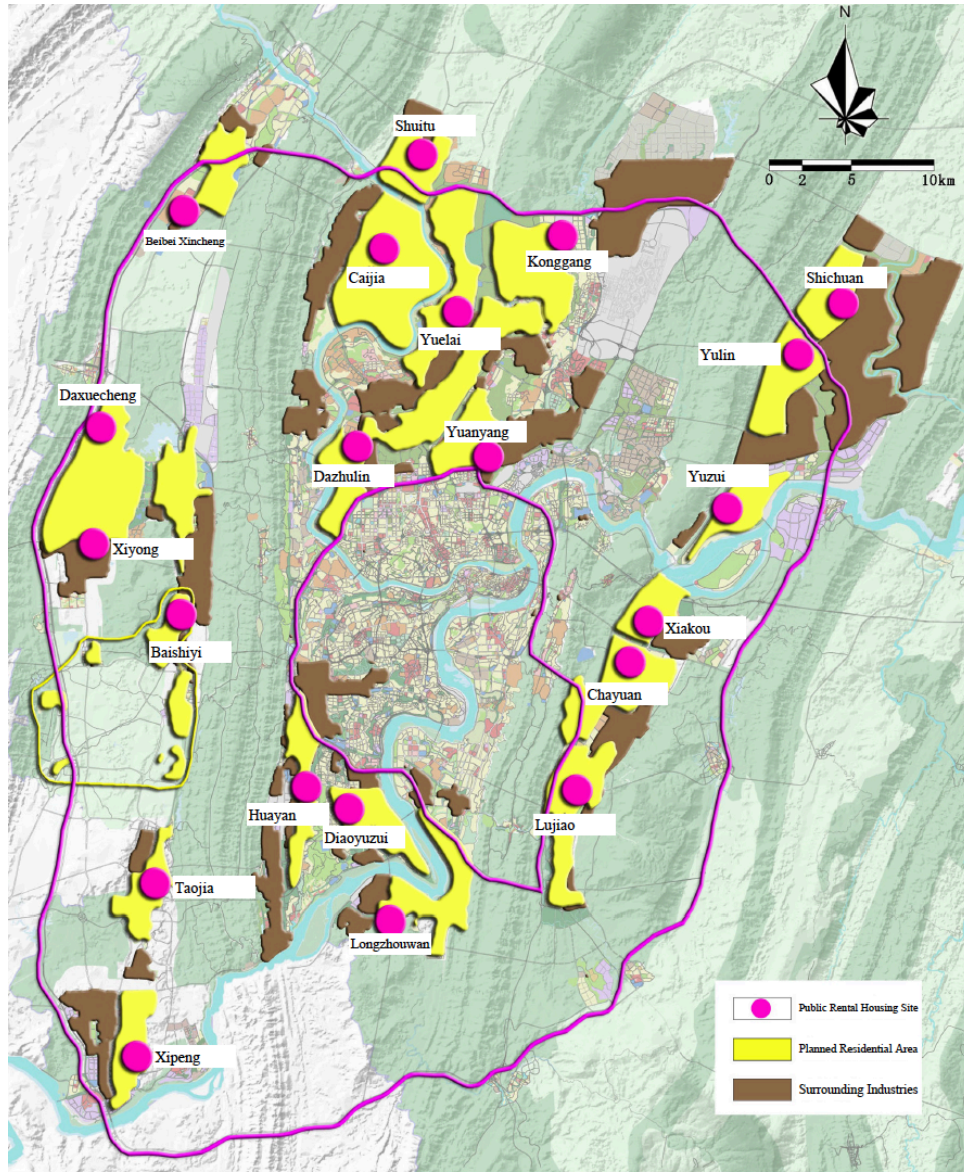 N
0 2 5 10km
Shuitu
Beibei Xincheng
Caijia
Konggang
Shichuan
Yuelai
Yulin
Daxuecheng
Yuanyang
Dazhulin
Yuzui
Xiyong
Baishiyi
Xiakou
Chayuan
Huayan
Diaoyuzui
Lujiao
Taojia
Longzhouwan
Xipeng
Public Rental Housing Site
Planned Residential Area
Surrounding Industries